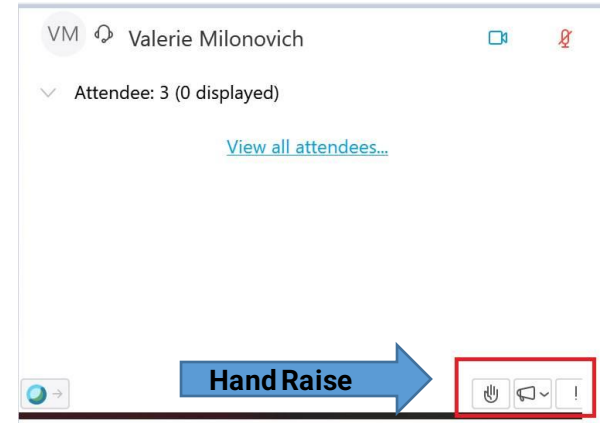 VM Valerie Milonovich
Attendee: 3 (0 displayed)
View all attendees...
Hand Raise
!